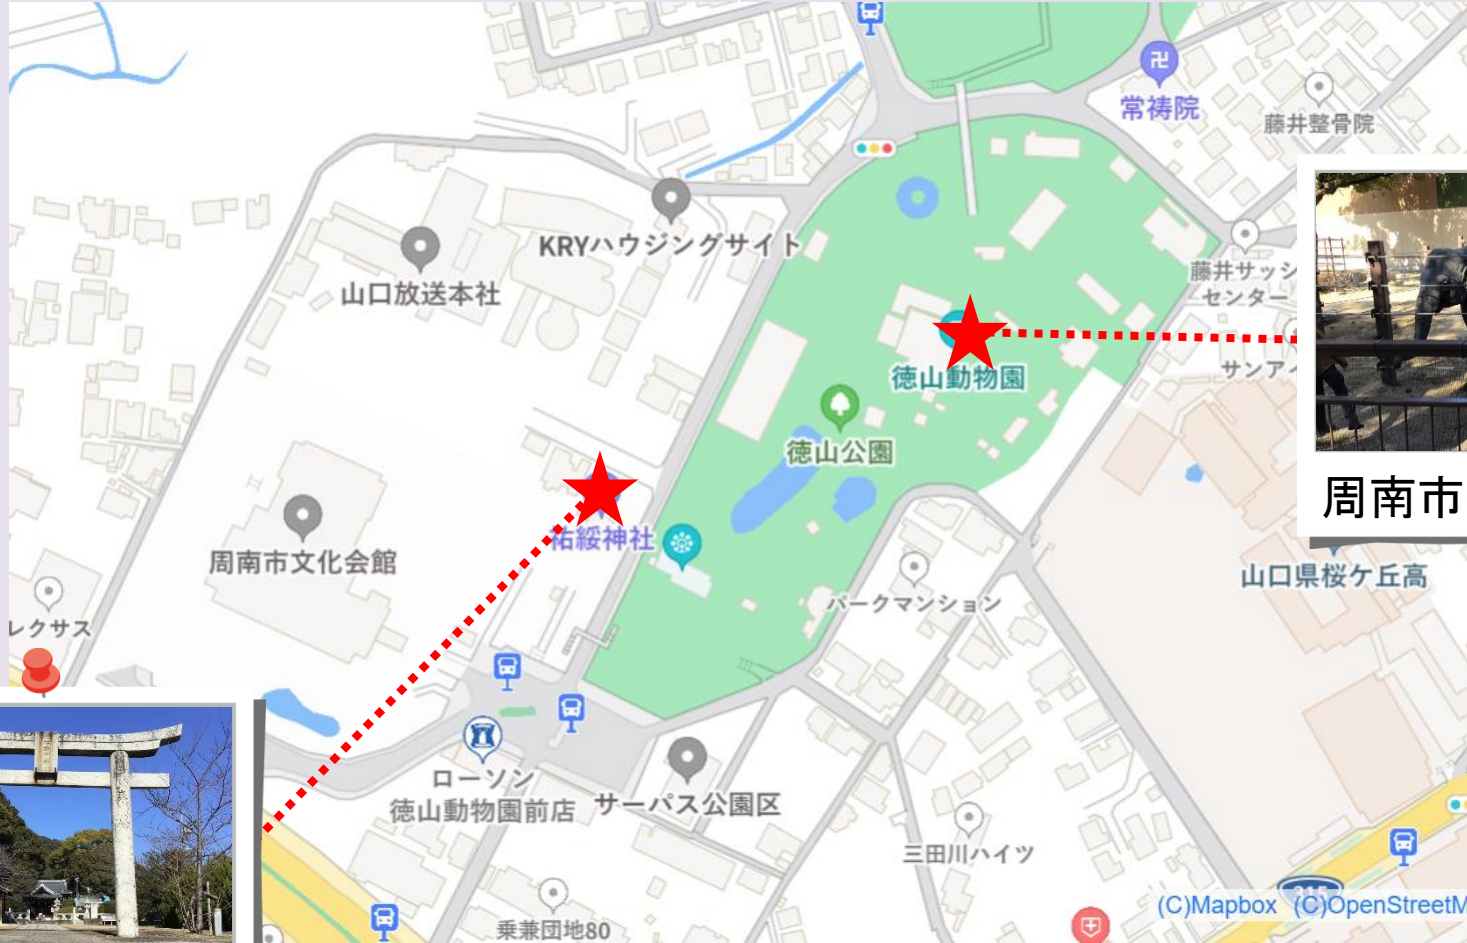 常祷院
藤井整骨院
KRYハウジングサイト
山口放送本社
藤井サッシ
センター
サンア
徳山動物園
徳山公園
周南市
祐綏神社
周南市文化会館
山口県桜ケ丘高
パークマンション
レクサス
ローソン
徳山動物園前店
サーパス公園区
三田川ハイツ
315
(C)Mapbox (C)OpenStreetM
乗兼団地80